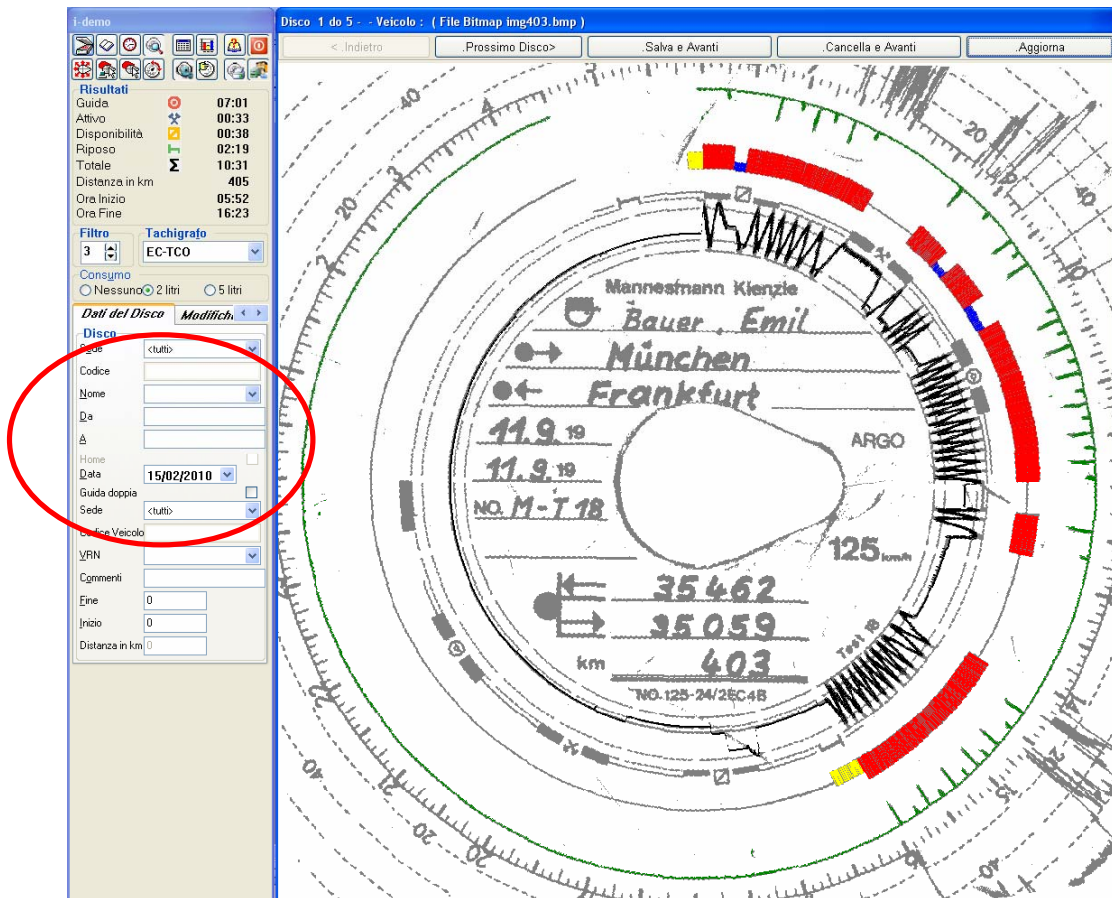 i-demo
Risultati
Guida 07:01
Attivo 00:33
Disponibilità 00:38
Riposo 02:19
Totale Σ 10:31
Distanza in km 405
Ora Inizio 05:52
Ora Fine 16:23
Filtro Tachigrafo
3 EC-TCO
Consumo
Nessuno 2 litri 5 litri
Dati del Disco Modifich
Disco
Sede <tutti>
Codice
Nome
Da
A
Home
Data 15/02/2010
Guida doppia
Sede <tutti>
Codice Veicolo
VRN
Commenti
Fine 0
Inizio 0
Distanza in km 0
Disco 1 do 5 - - Veicolo : ( File Bitmap img403.bmp )
< .Indietro .Prossimo Disco> .Salva e Avanti .Cancella e Avanti .Aggiorna
Mannesmann Kienzle
Bauer, Emil
München
Frankfurt
11.9.19
ARGO
11.9.19
NO. M-T 18
125 km/h
35462
35059
Test 18
km 403
NO.125-24/2EC4B